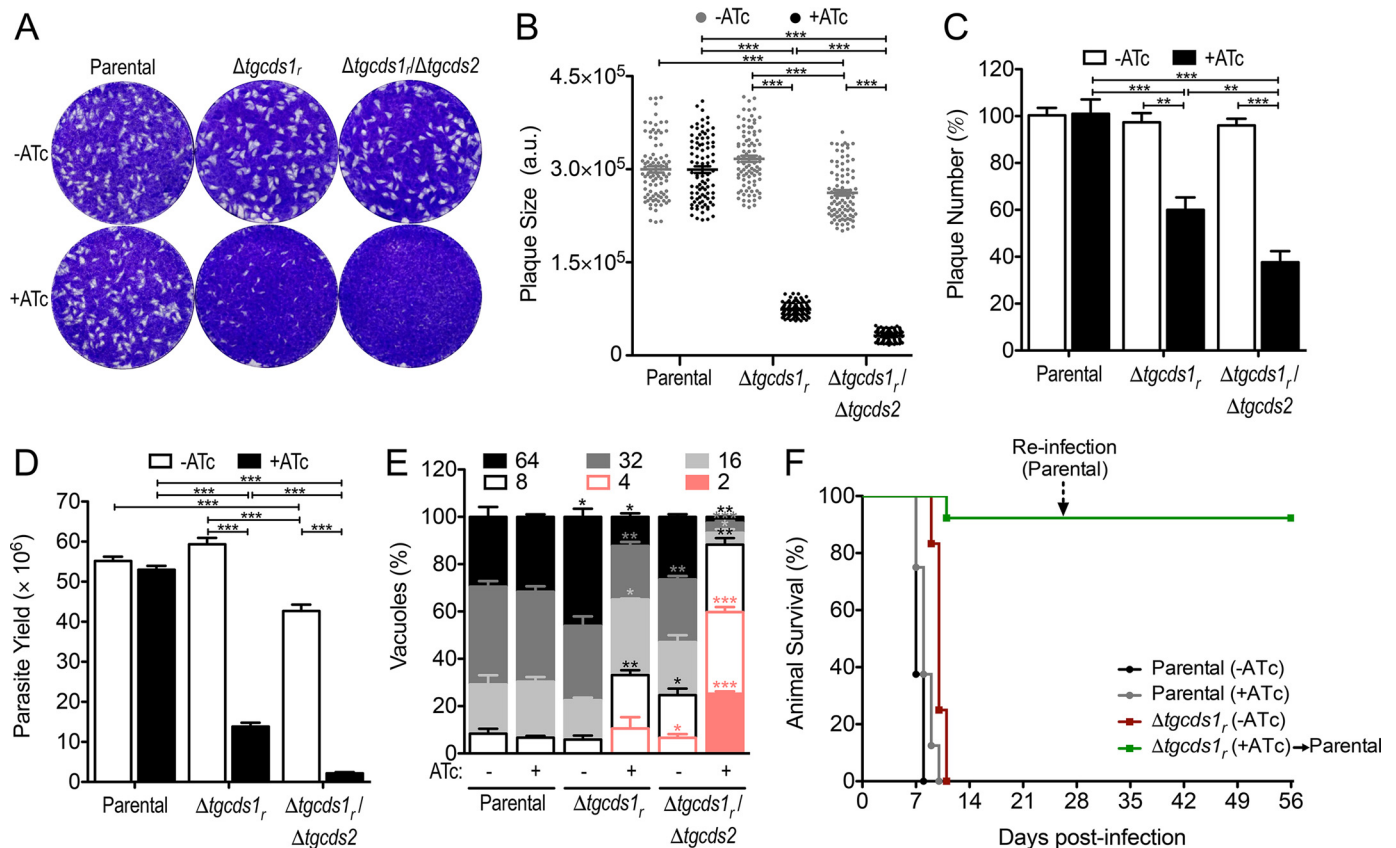 A
Parental
Δtgcds1r
Δtgcds1r/Δtgcds2
-ATc
+ATc
B
-ATc
+ATc
***
***
***
***
***
***
***
Plaque Size (a.u.)
4.5×10⁵
3.0×10⁵
1.5×10⁵
0
Parental
Δtgcds1r
Δtgcds1r/
Δtgcds2
C
-ATc
+ATc
***
***
**
**
***
Plaque Number (%)
120
100
80
60
40
20
0
Parental
Δtgcds1r
Δtgcds1r/
Δtgcds2
D
-ATc
+ATc
***
***
***
***
***
***
***
Parasite Yield (× 10⁶)
70
60
50
40
30
20
10
0
Parental
Δtgcds1r
Δtgcds1r/
Δtgcds2
E
64
32
16
8
4
2
Vacuoles (%)
120
100
80
60
40
20
0
*
*
**
*
**
**
*
*
**
***
*
**
***
***
ATc:
-
+
-
+
-
+
Parental
Δtgcds1r
Δtgcds1r/
Δtgcds2
F
Re-infection
(Parental)
Animal Survival (%)
100
80
60
40
20
0
Parental (-ATc)
Parental (+ATc)
Δtgcds1r (-ATc)
Δtgcds1r (+ATc)→Parental
0
7
14
21
28
35
42
49
56
Days post-infection